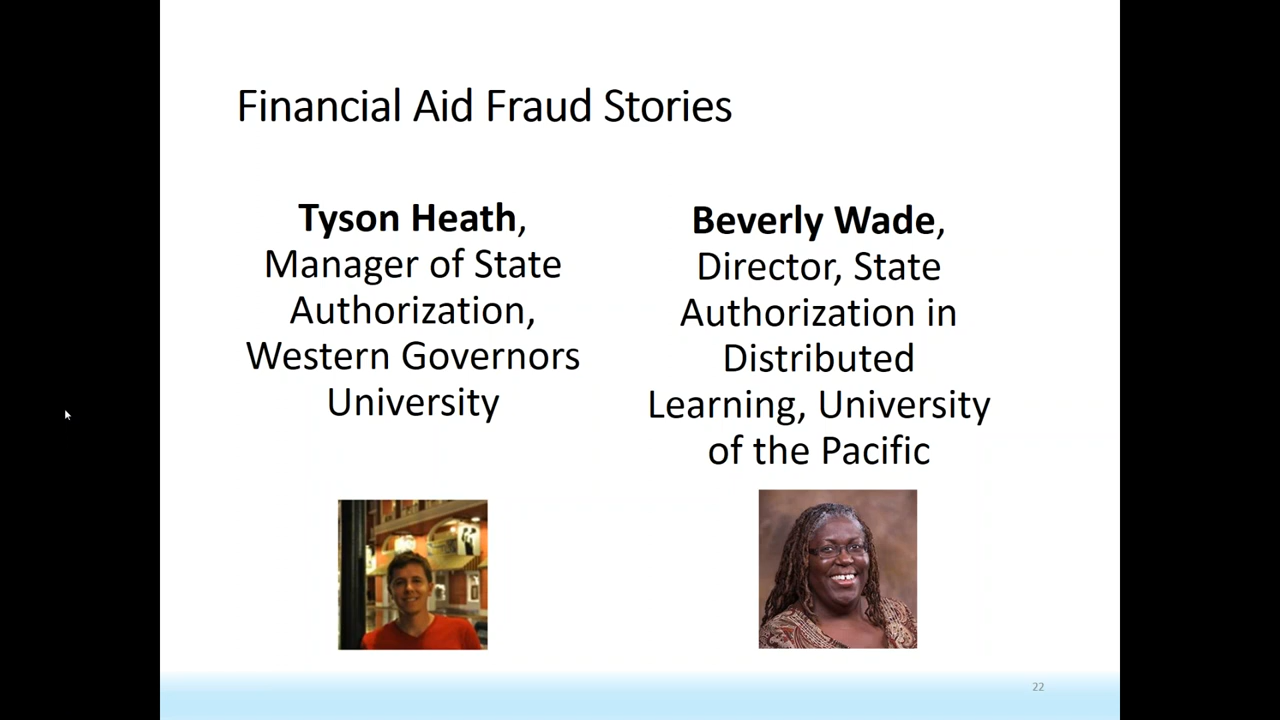 Financial Aid Fraud Stories
Tyson Heath,
Manager of State
Authorization,
Western Governors
University
Beverly Wade,
Director, State
Authorization in
Distributed
Learning, University
of the Pacific
22